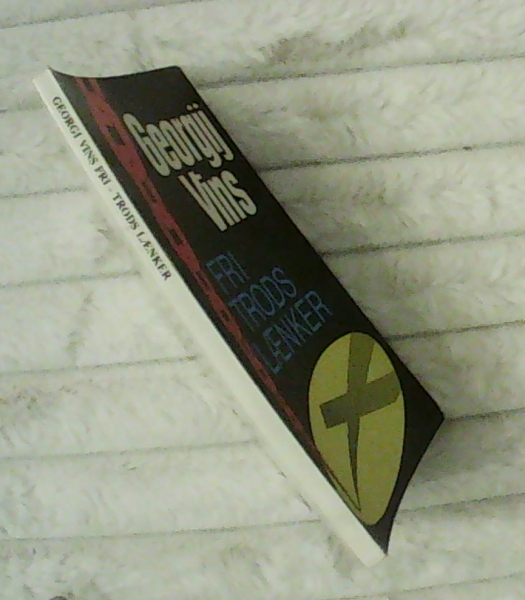 GEORGI VINS FRI - TRODS LÆNKER
Georgij
Vins
FRI
TRODS
LÆNKER